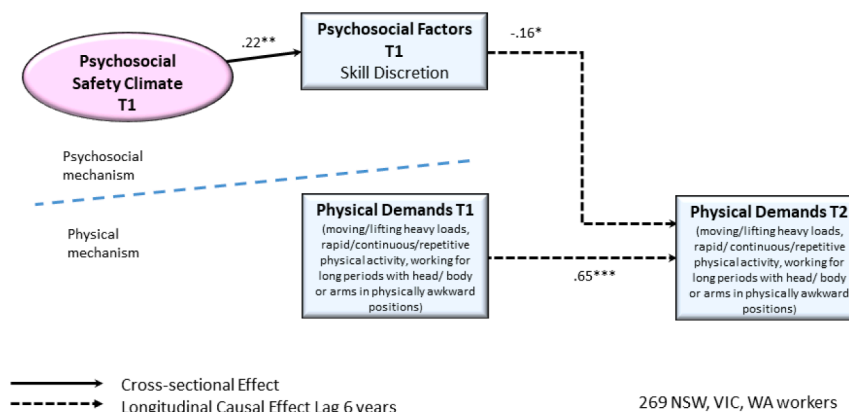 Psychosocial
Safety Climate
T1
.22**
Psychosocial Factors
T1
Skill Discretion
-.16*
Psychosocial
mechanism
Physical
mechanism
Physical Demands T1
(moving/lifting heavy loads,
rapid/continuous/repetitive
physical activity, working for
long periods with head/ body
or arms in physically awkward
positions)
.65***
Physical Demands T2
(moving/lifting heavy loads,
rapid/ continuous/repetitive
physical activity, working for
long periods with head/ body
or arms in physically awkward
positions)
Cross-sectional Effect
Longitudinal Causal Effect Lag 6 years
269 NSW, VIC, WA workers